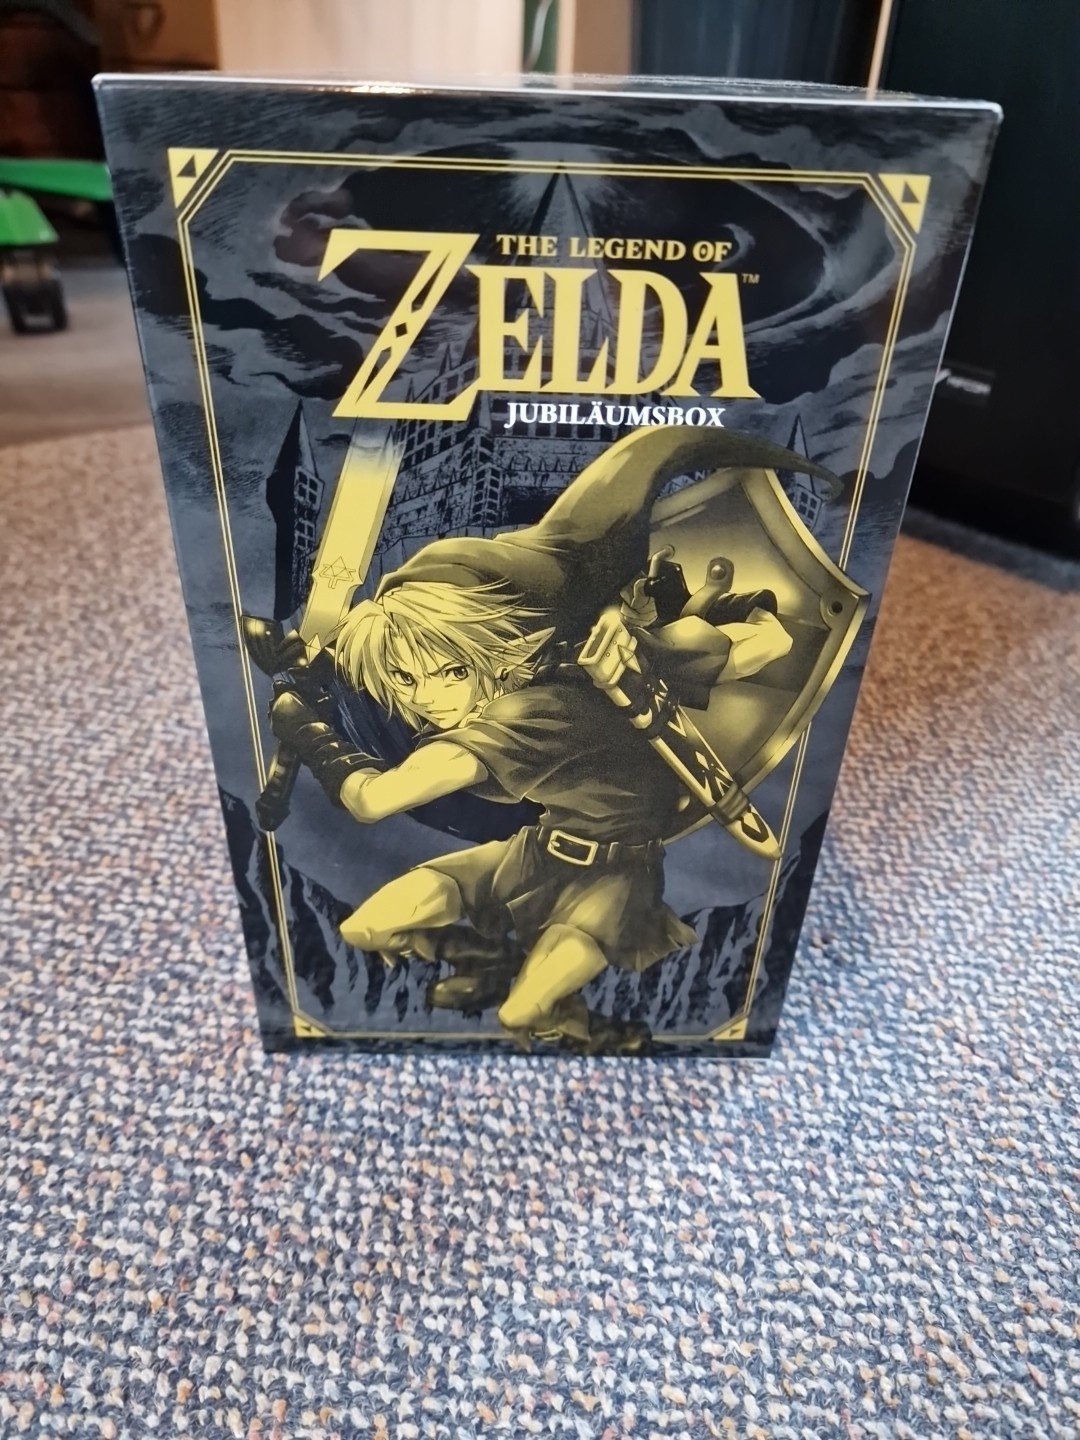 THE LEGEND OF
ZELDA™
JUBILÄUMSBOX